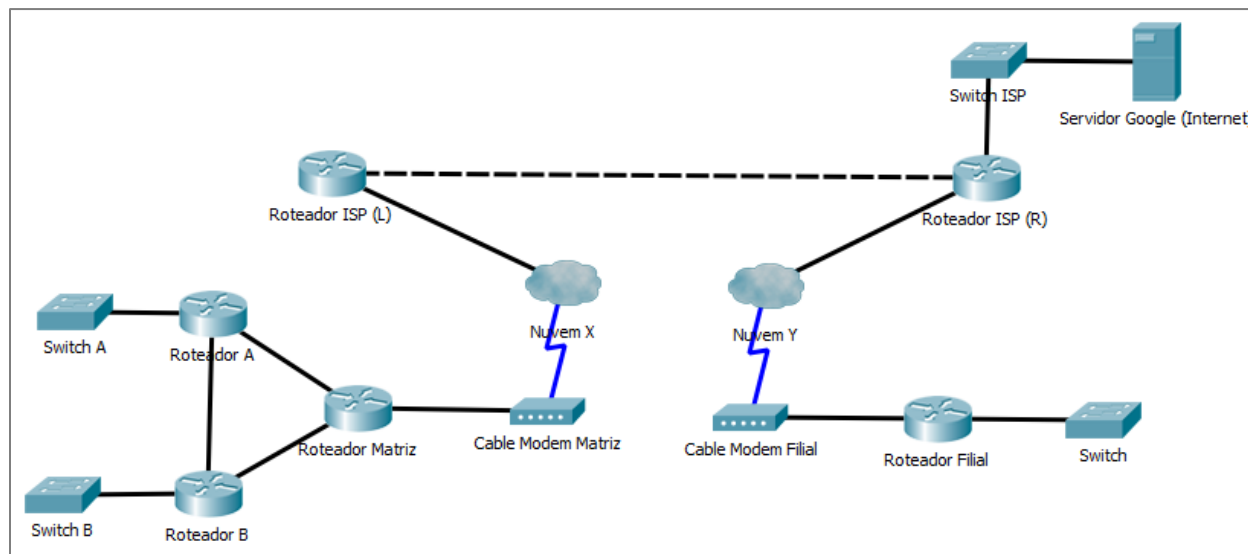 Switch ISP
Servidor Google (Internet)
Roteador ISP (L)
Roteador ISP (R)
Nuvem X
Nuvem Y
Switch A
Roteador A
Roteador Matriz
Cable Modem Matriz
Cable Modem Filial
Roteador Filial
Switch
Switch B
Roteador B